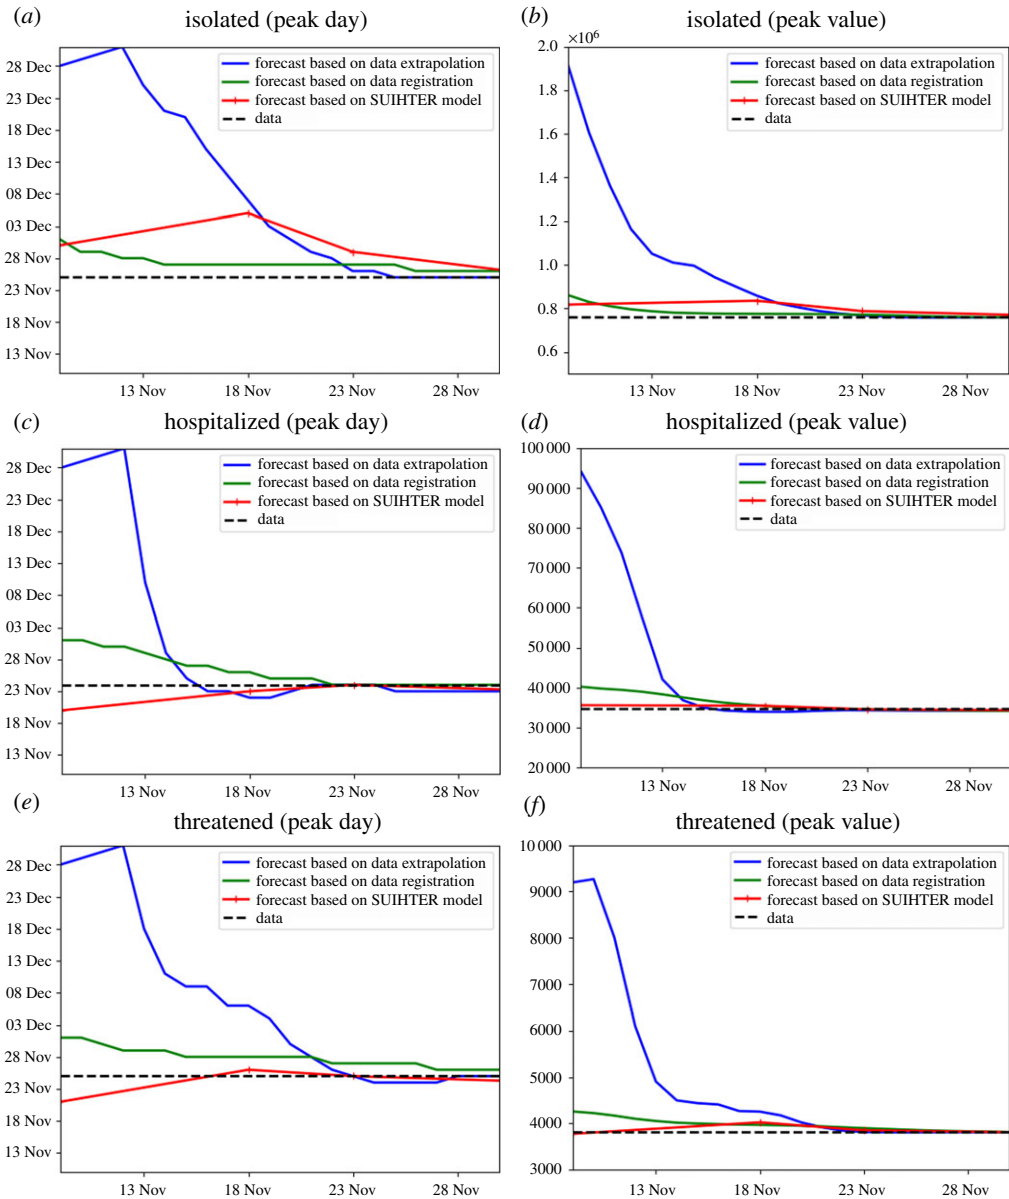 (a) isolated (peak day)
28 Dec
23 Dec
18 Dec
13 Dec
08 Dec
03 Dec
28 Nov
23 Nov
18 Nov
13 Nov
forecast based on data extrapolation
forecast based on data registration
forecast based on SUIHTER model
data
13 Nov 18 Nov 23 Nov 28 Nov
(b) isolated (peak value)
×10⁶
2.0
1.8
1.6
1.4
1.2
1.0
0.8
0.6
forecast based on data extrapolation
forecast based on data registration
forecast based on SUIHTER model
data
13 Nov 18 Nov 23 Nov 28 Nov
(c) hospitalized (peak day)
28 Dec
23 Dec
18 Dec
13 Dec
08 Dec
03 Dec
28 Nov
23 Nov
18 Nov
13 Nov
forecast based on data extrapolation
forecast based on data registration
forecast based on SUIHTER model
data
13 Nov 18 Nov 23 Nov 28 Nov
(d) hospitalized (peak value)
100 000
90 000
80 000
70 000
60 000
50 000
40 000
30 000
20 000
forecast based on data extrapolation
forecast based on data registration
forecast based on SUIHTER model
data
13 Nov 18 Nov 23 Nov 28 Nov
(e) threatened (peak day)
28 Dec
23 Dec
18 Dec
13 Dec
08 Dec
03 Dec
28 Nov
23 Nov
18 Nov
13 Nov
forecast based on data extrapolation
forecast based on data registration
forecast based on SUIHTER model
data
13 Nov 18 Nov 23 Nov 28 Nov
(f) threatened (peak value)
10 000
9000
8000
7000
6000
5000
4000
3000
forecast based on data extrapolation
forecast based on data registration
forecast based on SUIHTER model
data
13 Nov 18 Nov 23 Nov 28 Nov